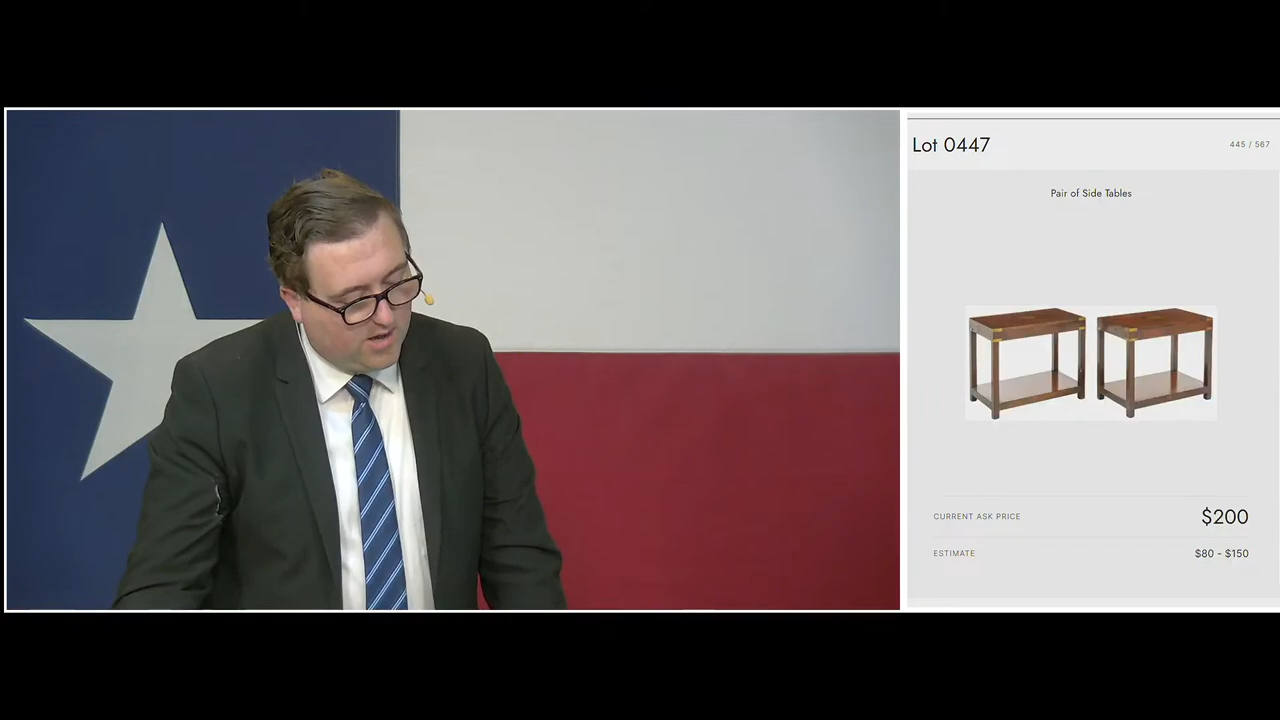 Lot 0447
445 / 567
Pair of Side Tables
CURRENT ASK PRICE
$200
ESTIMATE
$80 - $150